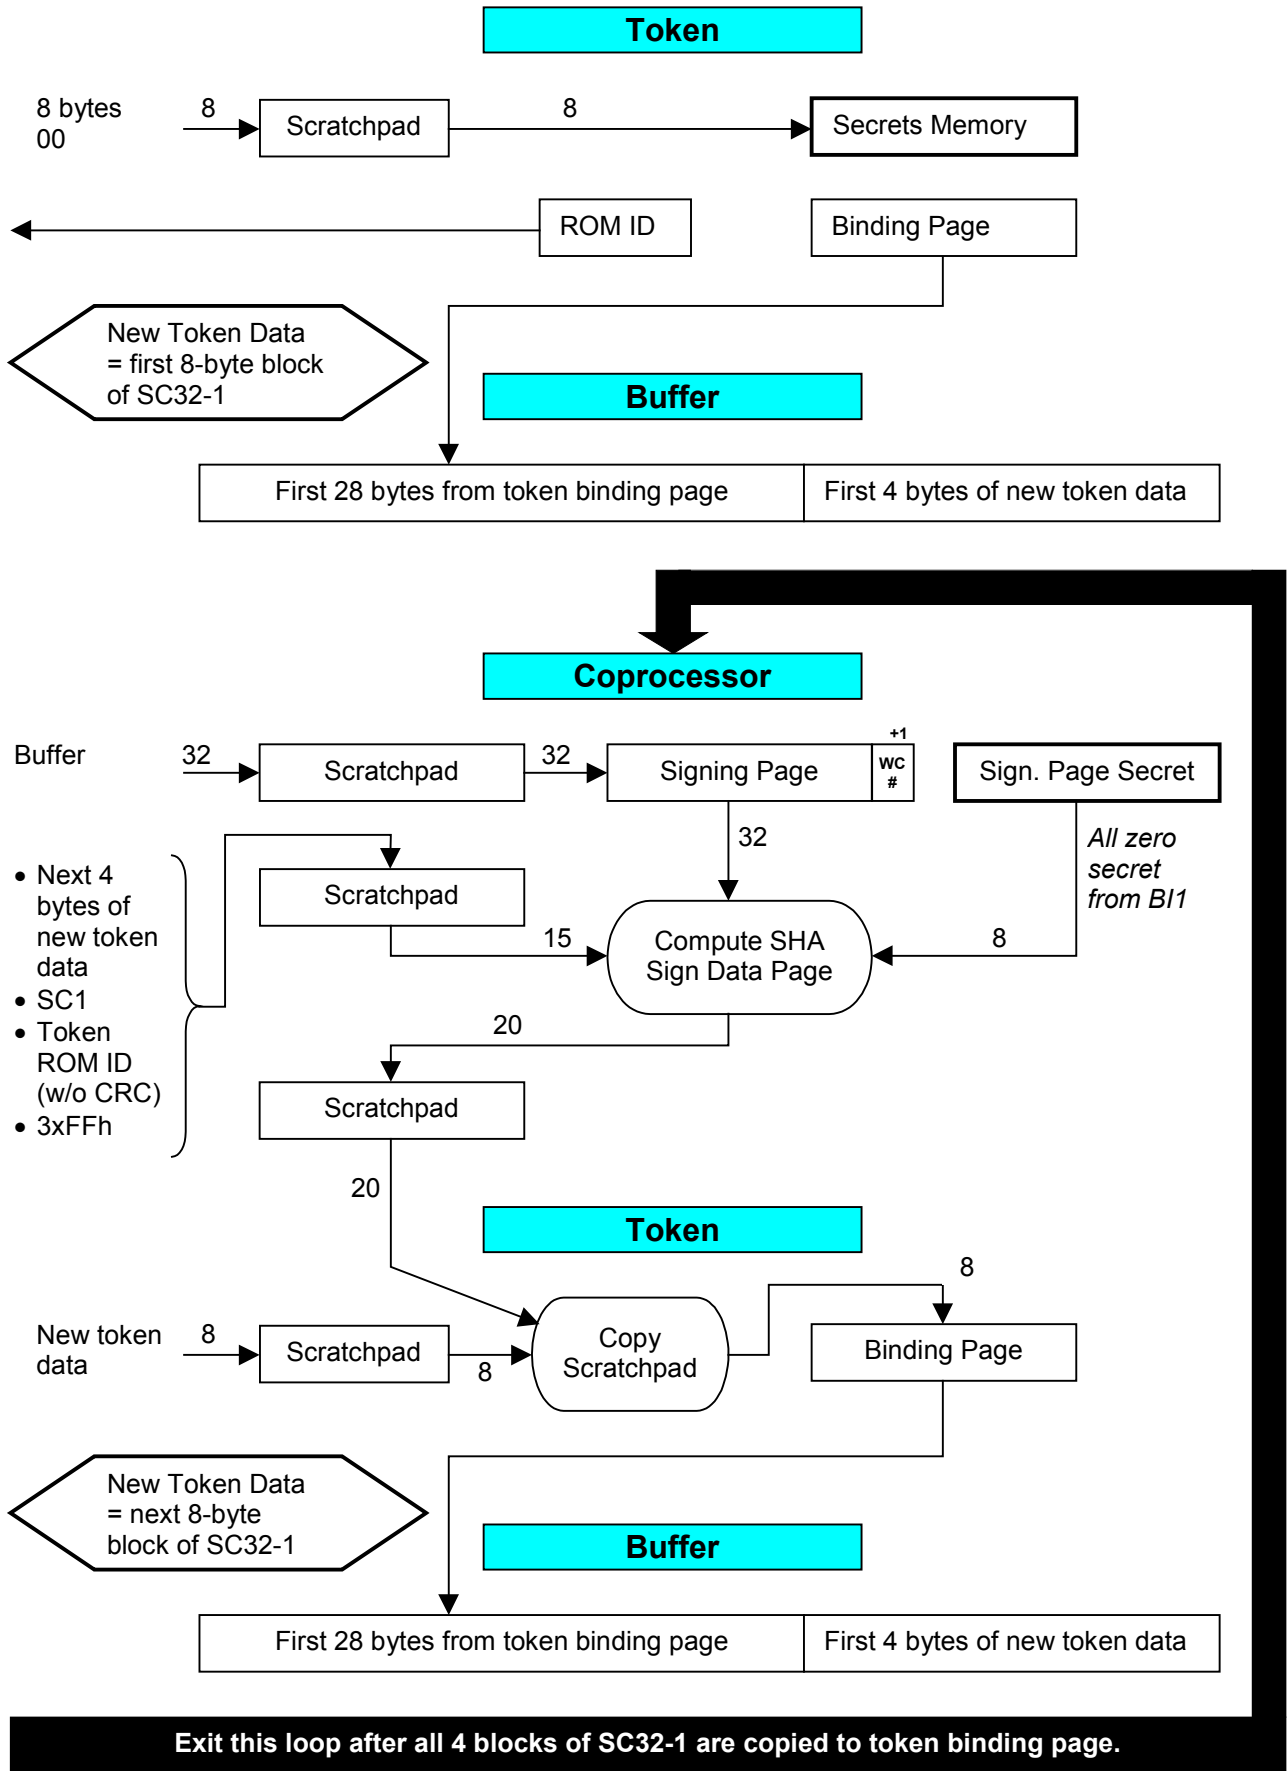 Token
8 bytes
00
8
Scratchpad
8
Secrets Memory
ROM ID
Binding Page
New Token Data
= first 8-byte block
of SC32-1
Buffer
First 28 bytes from token binding page
First 4 bytes of new token data
Coprocessor
Buffer
32
Scratchpad
32
Signing Page
+1
WC
#
Sign. Page Secret
32
All zero
secret
from BI1
• Next 4
bytes of
new token
data
• SC1
• Token
ROM ID
(w/o CRC)
• 3xFFh
Scratchpad
15
Compute SHA
Sign Data Page
8
20
Scratchpad
20
Token
New token
data
8
Scratchpad
8
Copy
Scratchpad
8
Binding Page
New Token Data
= next 8-byte
block of SC32-1
Buffer
First 28 bytes from token binding page
First 4 bytes of new token data
Exit this loop after all 4 blocks of SC32-1 are copied to token binding page.